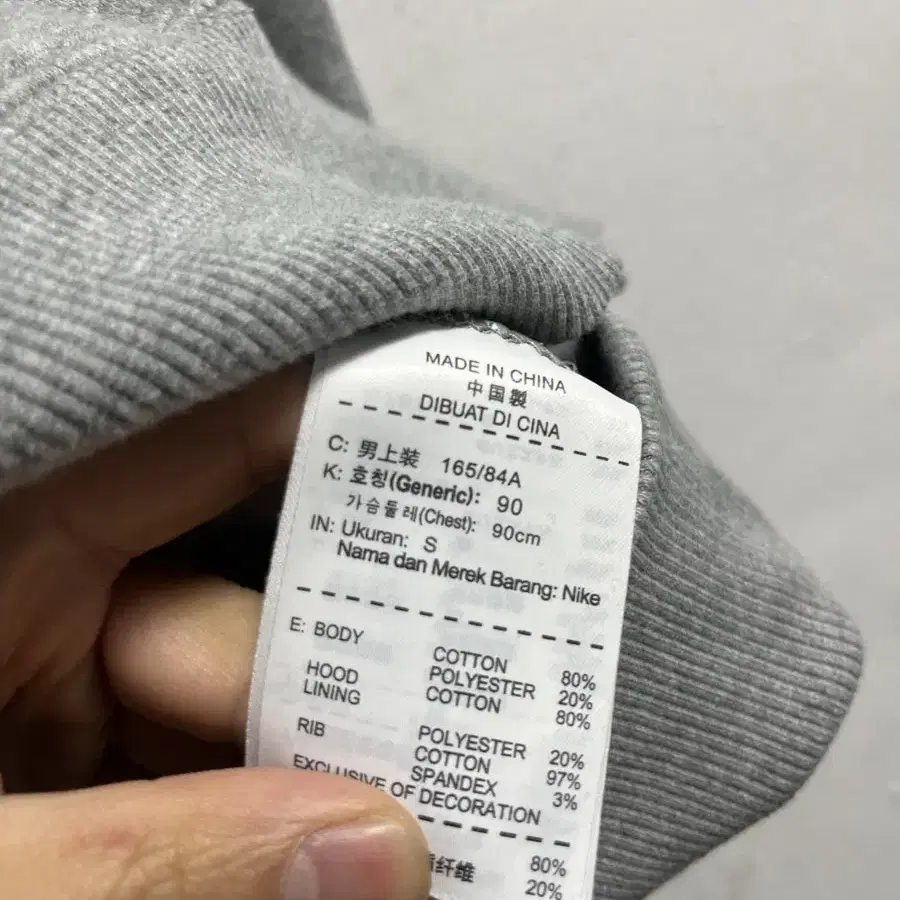 MADE IN CHINA
中国製
DIBUAT DI CINA
C: 男上装 165/84A
K: 호칭(Generic): 90
가슴둘레(Chest): 90cm
IN: Ukuran: S
Nama dan Merek Barang: Nike
E: BODY COTTON 80%
POLYESTER 20%
HOOD LINING COTTON 80%
POLYESTER 20%
RIB COTTON 97%
SPANDEX 3%
EXCLUSIVE OF DECORATION
纤维 80%
20%